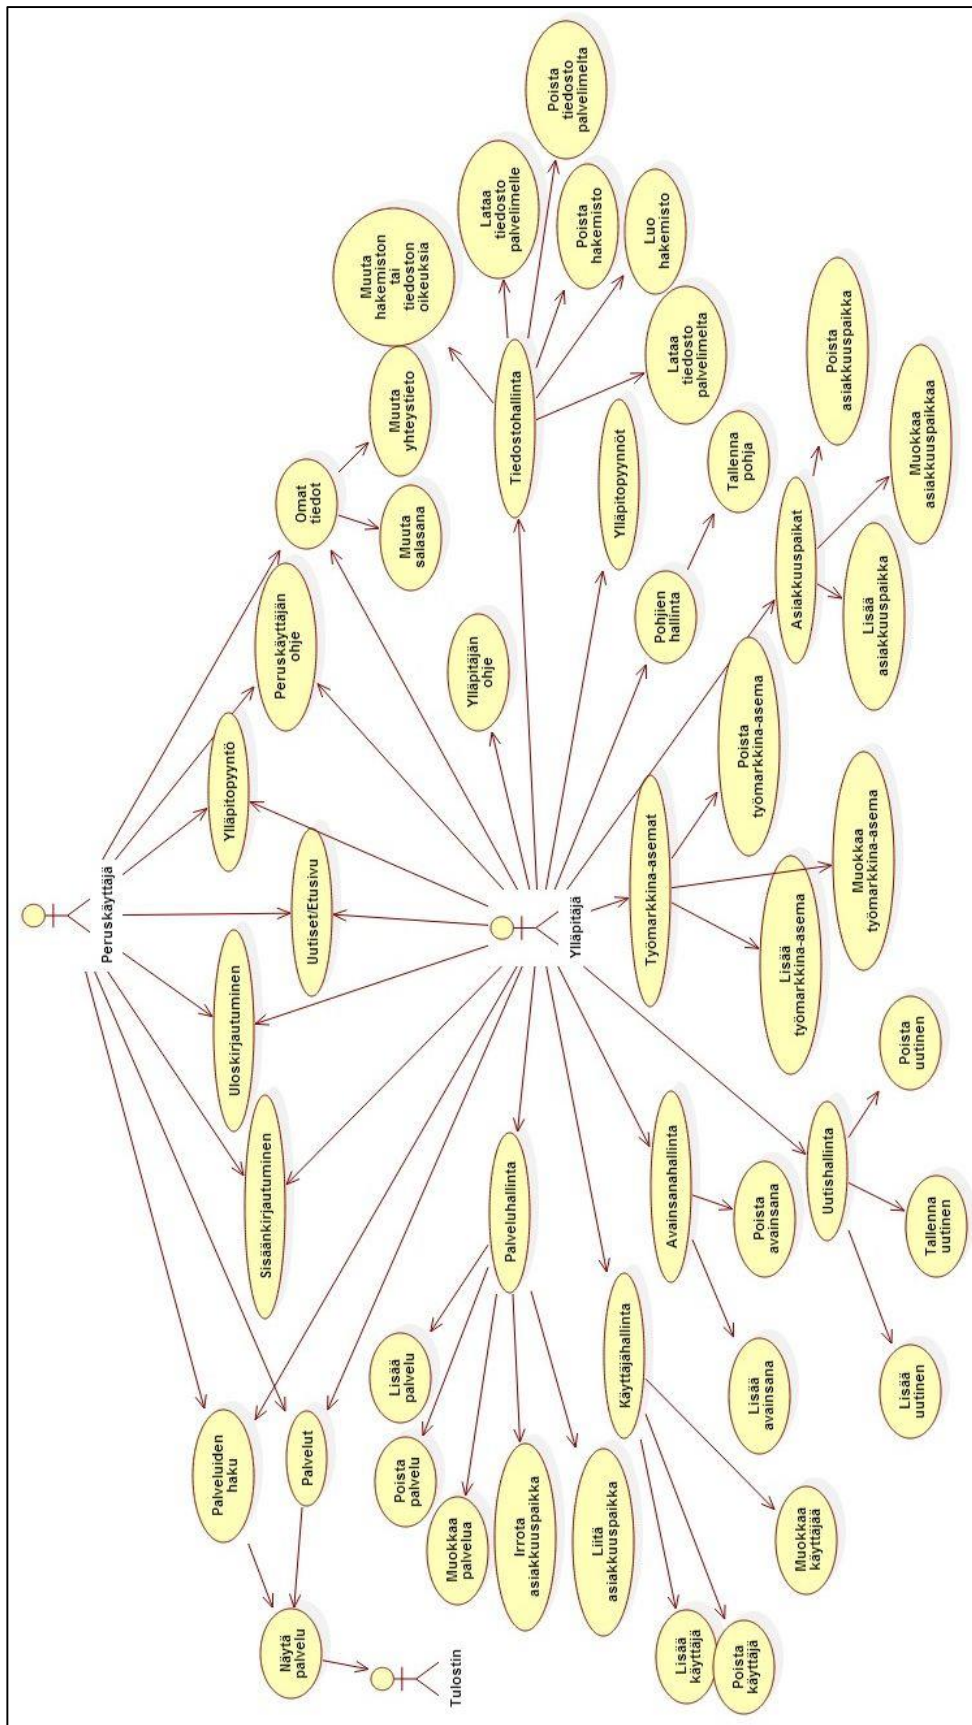 Peruskäyttäjä
Palveluiden
haku
Sisäänkirjautuminen
Uloskirjautuminen
Ylläpitopyyntö
Peruskäyttäjän
ohje
Omat
tiedot
Näytä
palvelu
Palvelut
Uutiset/Etusivu
Muuta
salasana
Muuta
yhteystieto
Muuta
hakemiston
tai
tiedoston
oikeuksia
Tulostin
Poista
palvelu
Lisää
palvelu
Muokkaa
palvelua
Palveluhallinta
Ylläpitäjä
Ylläpitäjän
ohje
Tiedostohallinta
Lataa
tiedosto
palvelimelle
Poista
tiedosto
palvelimelta
Irrota
asiakkuuspaikka
Liitä
asiakkuuspaikka
Poista
hakemisto
Luo
hakemisto
Ylläpitopyynnöt
Käyttäjähallinta
Avainsanahallinta
Työmarkkina-asemat
Pohjien
hallinta
Lataa
tiedosto
palvelimelta
Lisää
käyttäjä
Poista
käyttäjä
Muokkaa
käyttäjää
Lisää
avainsana
Poista
avainsana
Lisää
työmarkkina-asema
Poista
työmarkkina-asema
Muokkaa
työmarkkina-asema
Tallenna
pohja
Uutishallinta
Asiakkuuspaikat
Lisää
asiakkuuspaikka
Poista
asiakkuuspaikka
Muokkaa
asiakkuuspaikkaa
Lisää
uutinen
Tallenna
uutinen
Poista
uutinen